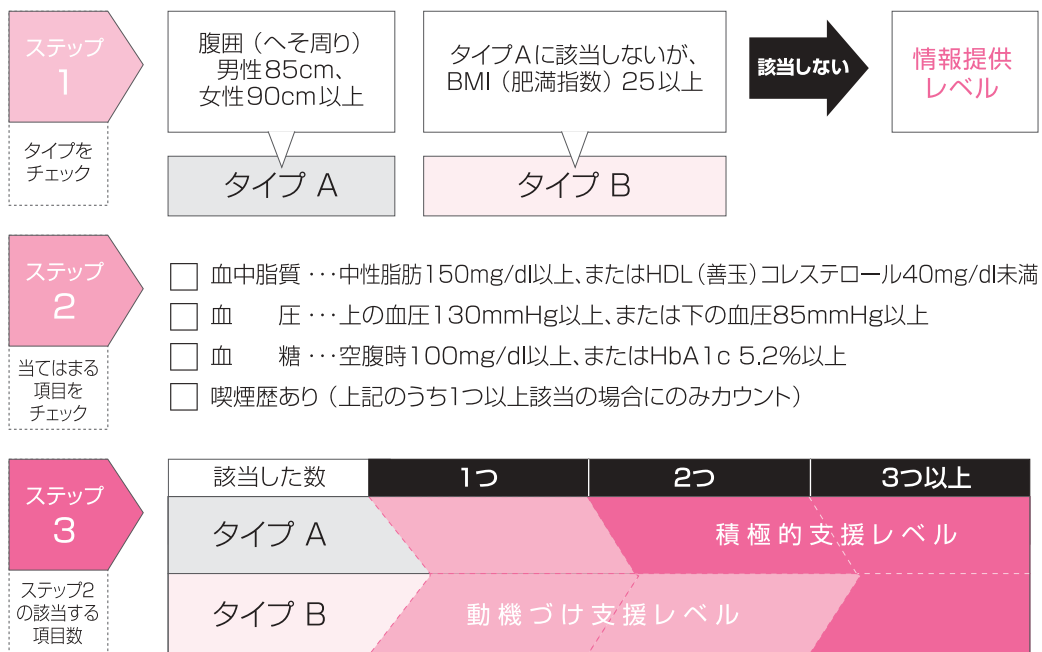 ステップ
1
タイプを
チェック
腹囲（へそ周り）
男性85cm、
女性90cm以上
タイプ A
タイプAに該当しないが、
BMI（肥満指数）25以上
タイプ B
該当しない
情報提供
レベル
ステップ
2
当てはまる
項目を
チェック
血中脂質 ･･･中性脂肪150mg/dl以上、またはHDL（善玉）コレステロール40mg/dl未満
血　　圧 ･･･上の血圧130mmHg以上、または下の血圧85mmHg以上
血　　糖 ･･･空腹時100mg/dl以上、またはHbA1c 5.2%以上
喫煙歴あり（上記のうち1つ以上該当の場合にのみカウント）
ステップ
3
ステップ2
の該当する
項目数
該当した数 1つ 2つ 3つ以上
タイプ A 積極的支援レベル
タイプ B 動機づけ支援レベル